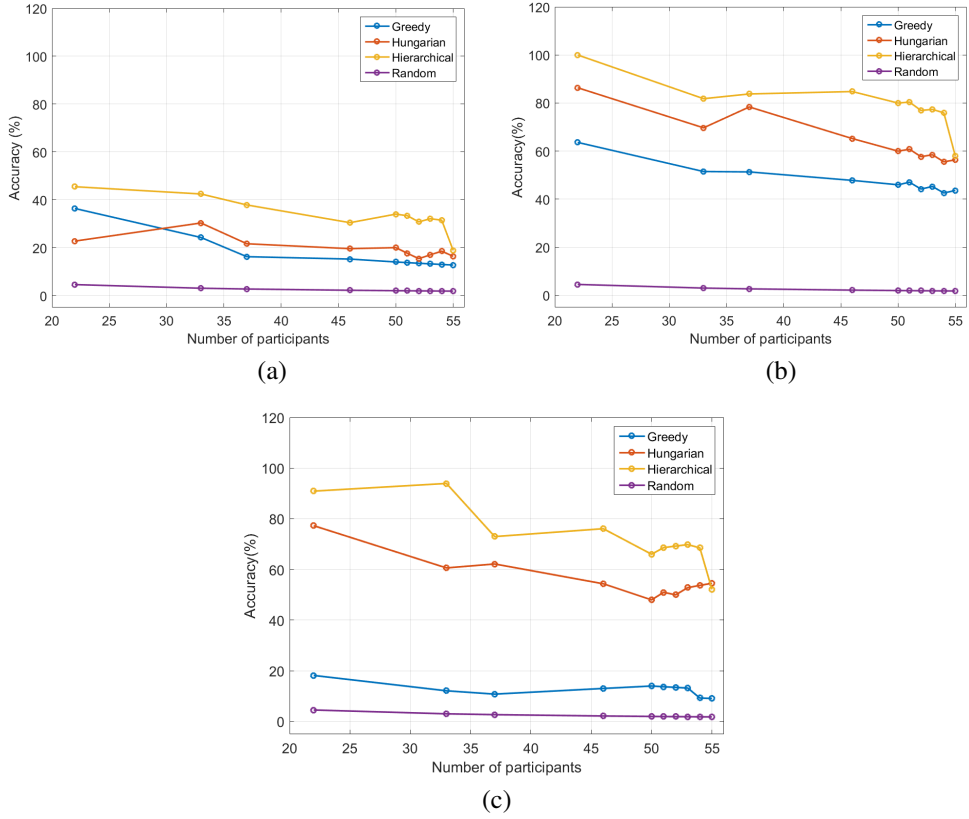 120
100
80
60
40
20
0
Accuracy (%)
Greedy
Hungarian
Hierarchical
Random
20 25 30 35 40 45 50 55
Number of participants
(a)
120
100
80
60
40
20
0
Accuracy(%)
Greedy
Hungarian
Hierarchical
Random
20 25 30 35 40 45 50 55
Number of participants
(b)
120
100
80
60
40
20
0
Accuracy(%)
Greedy
Hungarian
Hierarchical
Random
20 25 30 35 40 45 50 55
Number of participants
(c)